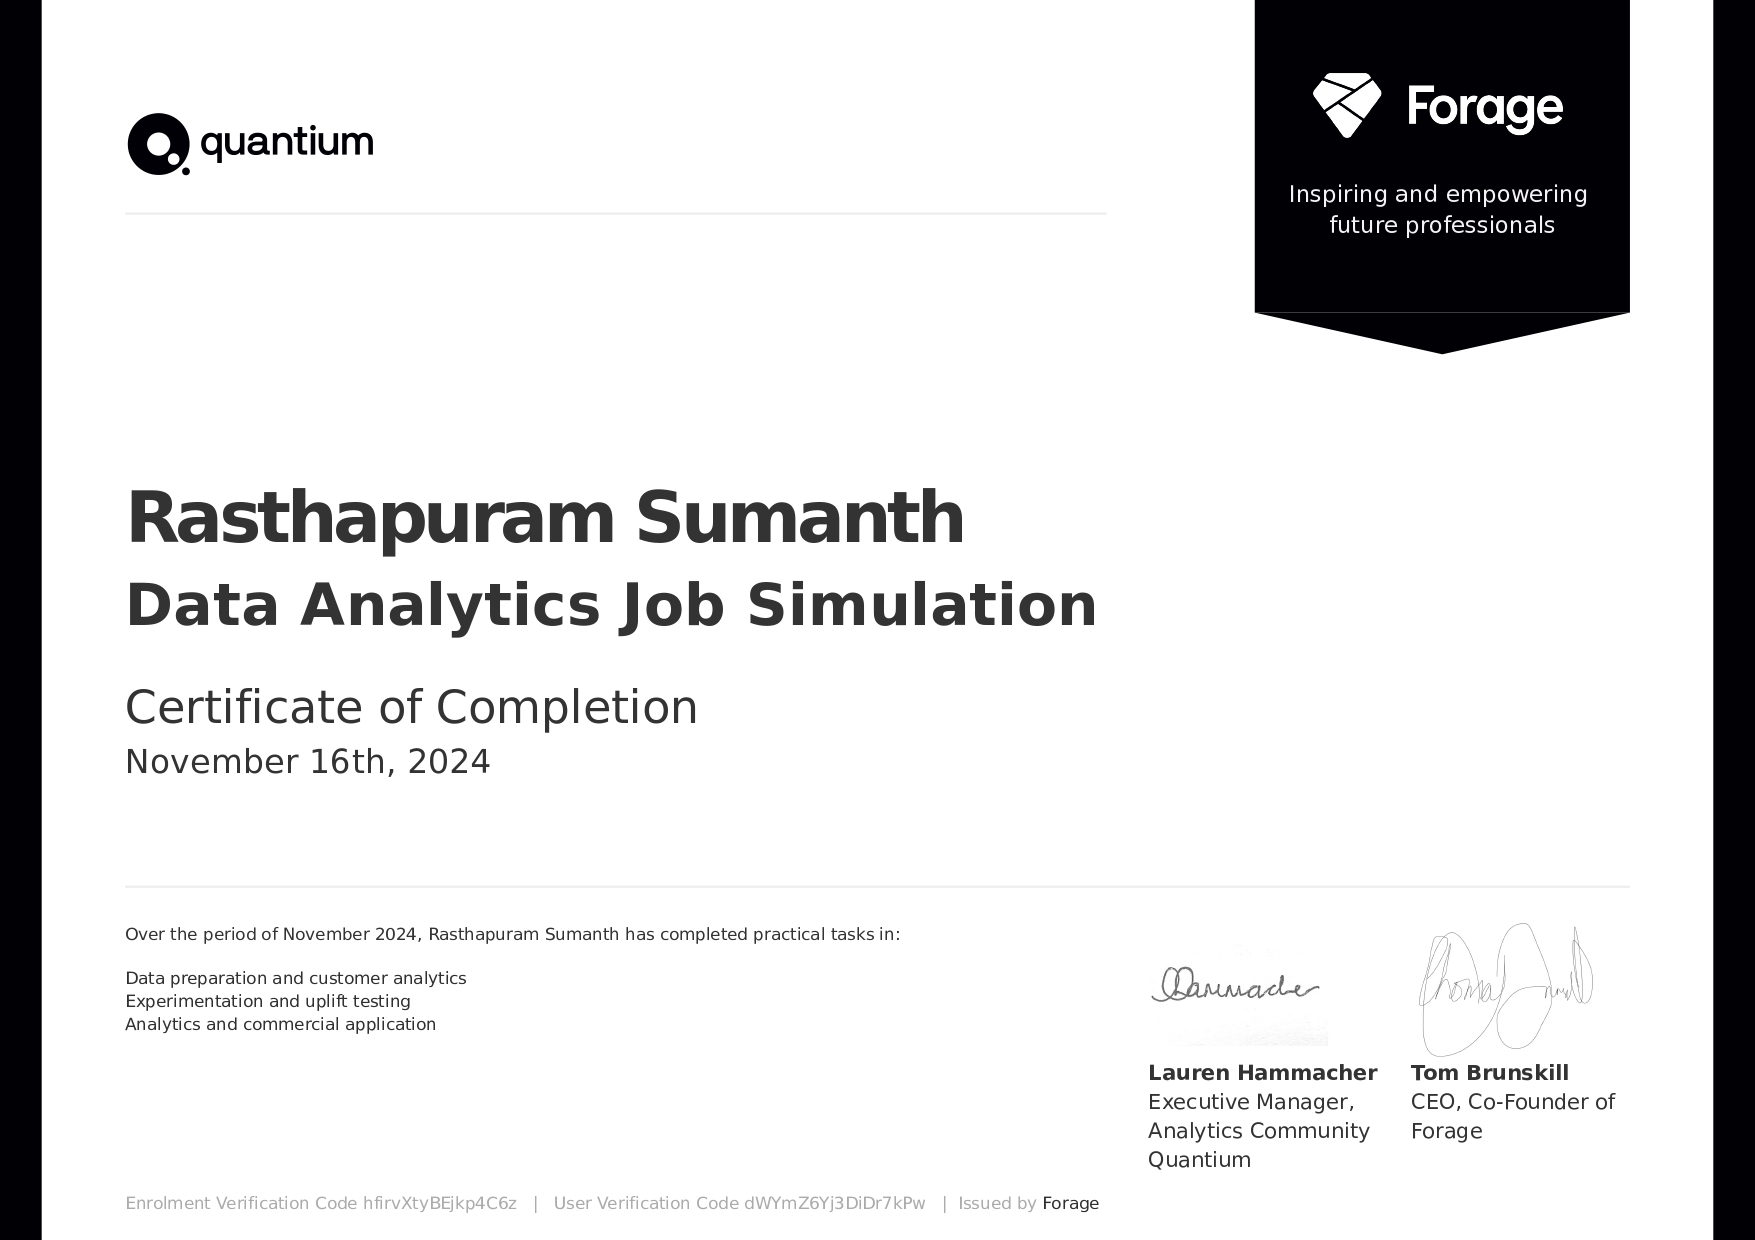 quantium
Forage
Inspiring and empowering
future professionals
Rasthapuram Sumanth
Data Analytics Job Simulation
Certificate of Completion
November 16th, 2024
Over the period of November 2024, Rasthapuram Sumanth has completed practical tasks in:
Data preparation and customer analytics
Experimentation and uplift testing
Analytics and commercial application
Lauren Hammacher
Executive Manager,
Analytics Community
Quantium
Tom Brunskill
CEO, Co-Founder of
Forage
Enrolment Verification Code hfirvXtyBEjkp4C6z | User Verification Code dWYmZ6Yj3DiDr7kPw | Issued by Forage